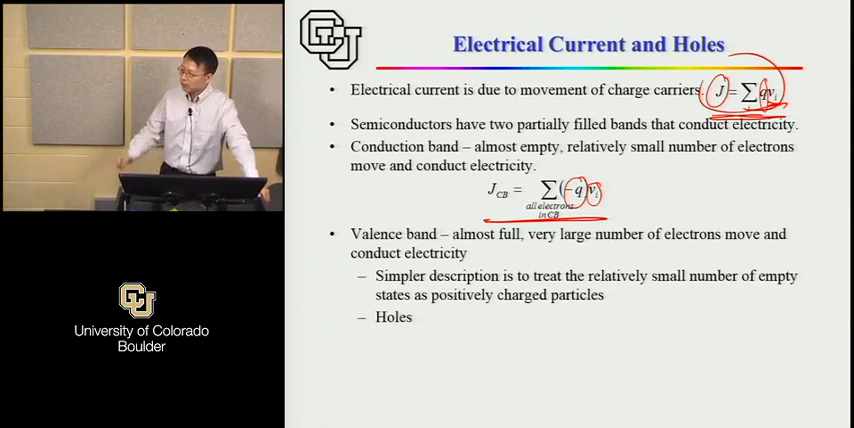 CU
Electrical Current and Holes
• Electrical current is due to movement of charge carriers. J = ∑ qvᵢ
i
• Semiconductors have two partially filled bands that conduct electricity.
• Conduction band – almost empty, relatively small number of electrons
move and conduct electricity.
J_CB = ∑ (−q)vᵢ
all electrons
in CB
• Valence band – almost full, very large number of electrons move and
conduct electricity
– Simpler description is to treat the relatively small number of empty
states as positively charged particles
– Holes
CU
University of Colorado
Boulder